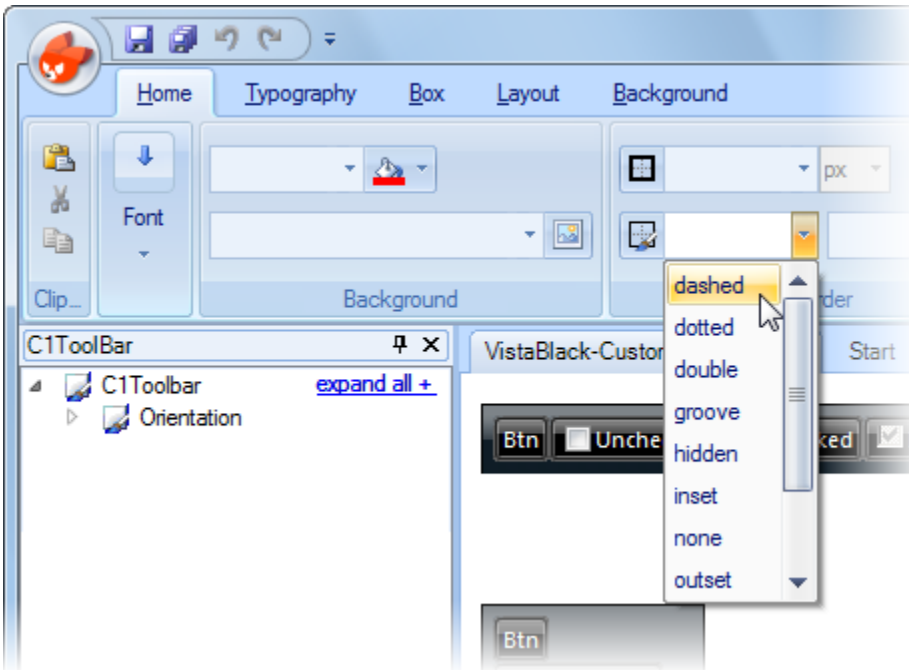 Home Typography Box Layout Background
px
Font
Clip... Background rder
C1ToolBar
C1Toolbar expand all +
Orientation
VistaBlack-Custor Start
Btn Unche ked
dashed
dotted
double
groove
hidden
inset
none
outset
Btn